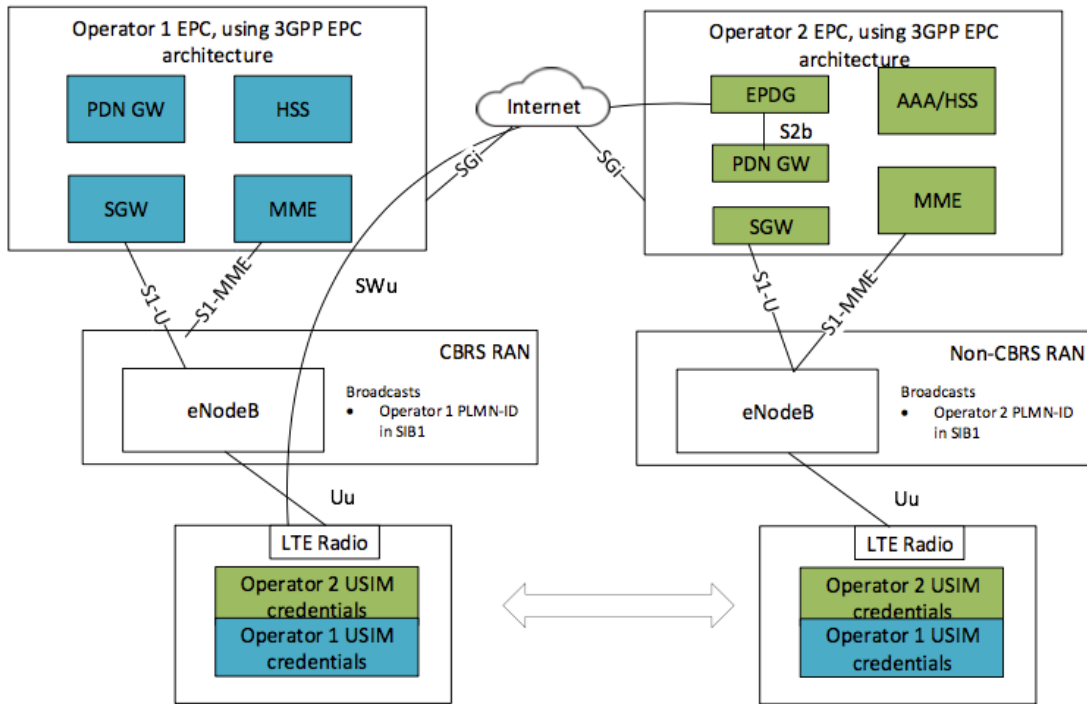 Operator 1 EPC, using 3GPP EPC
architecture
PDN GW
HSS
SGW
MME
Internet
SGi
SGi
Operator 2 EPC, using 3GPP EPC
architecture
EPDG
AAA/HSS
S2b
PDN GW
MME
SGW
S1-U
S1-MME
SWu
S1-U
S1-MME
CBRS RAN
eNodeB
Broadcasts
• Operator 1 PLMN-ID
in SIB1
Non-CBRS RAN
eNodeB
Broadcasts
• Operator 2 PLMN-ID
in SIB1
Uu
Uu
LTE Radio
Operator 2 USIM
credentials
Operator 1 USIM
credentials
LTE Radio
Operator 2 USIM
credentials
Operator 1 USIM
credentials